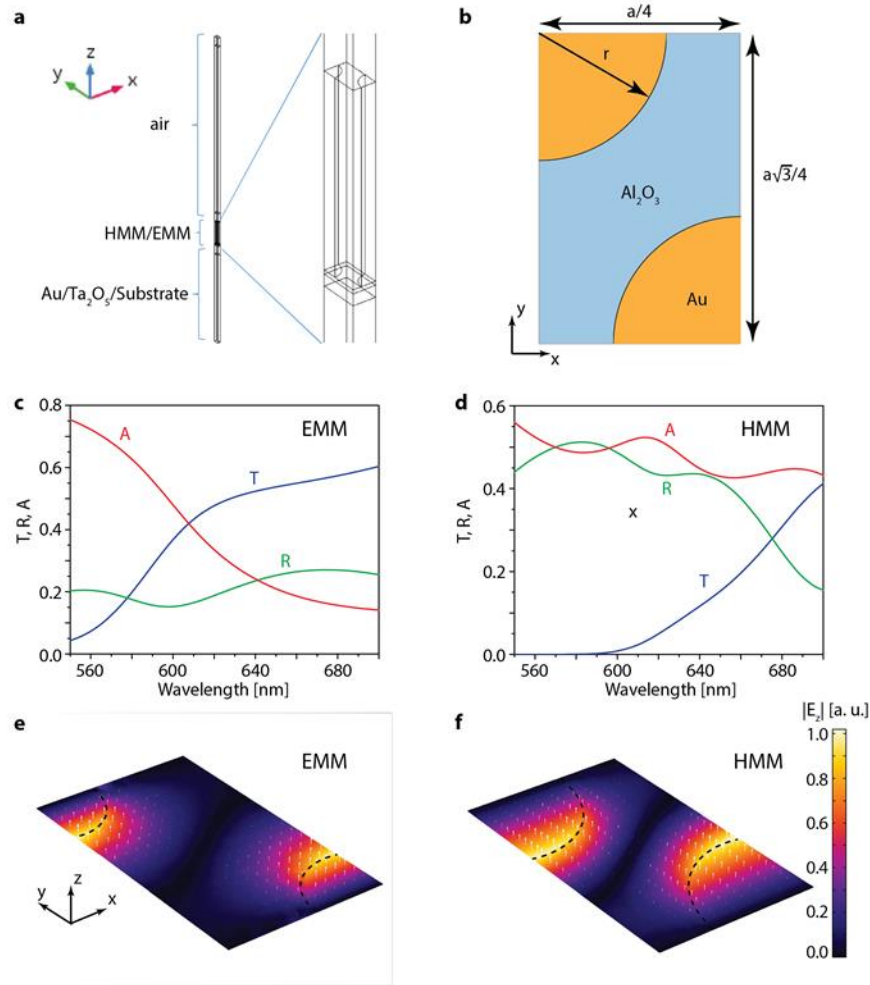 a
z
y
x
air
HMM/EMM
Au/Ta₂O₅/Substrate
b
a/4
r
Al₂O₃
a√3/4
Au
y
x
c
EMM
A
T
R
T, R, A
0.8
0.6
0.4
0.2
0.0
560
600
640
680
Wavelength [nm]
d
HMM
A
R
x
T
T, R, A
0.6
0.4
0.2
0.0
560
600
640
680
Wavelength [nm]
e
EMM
z
y
x
f
HMM
|E_z| [a. u.]
1.0
0.8
0.6
0.4
0.2
0.0